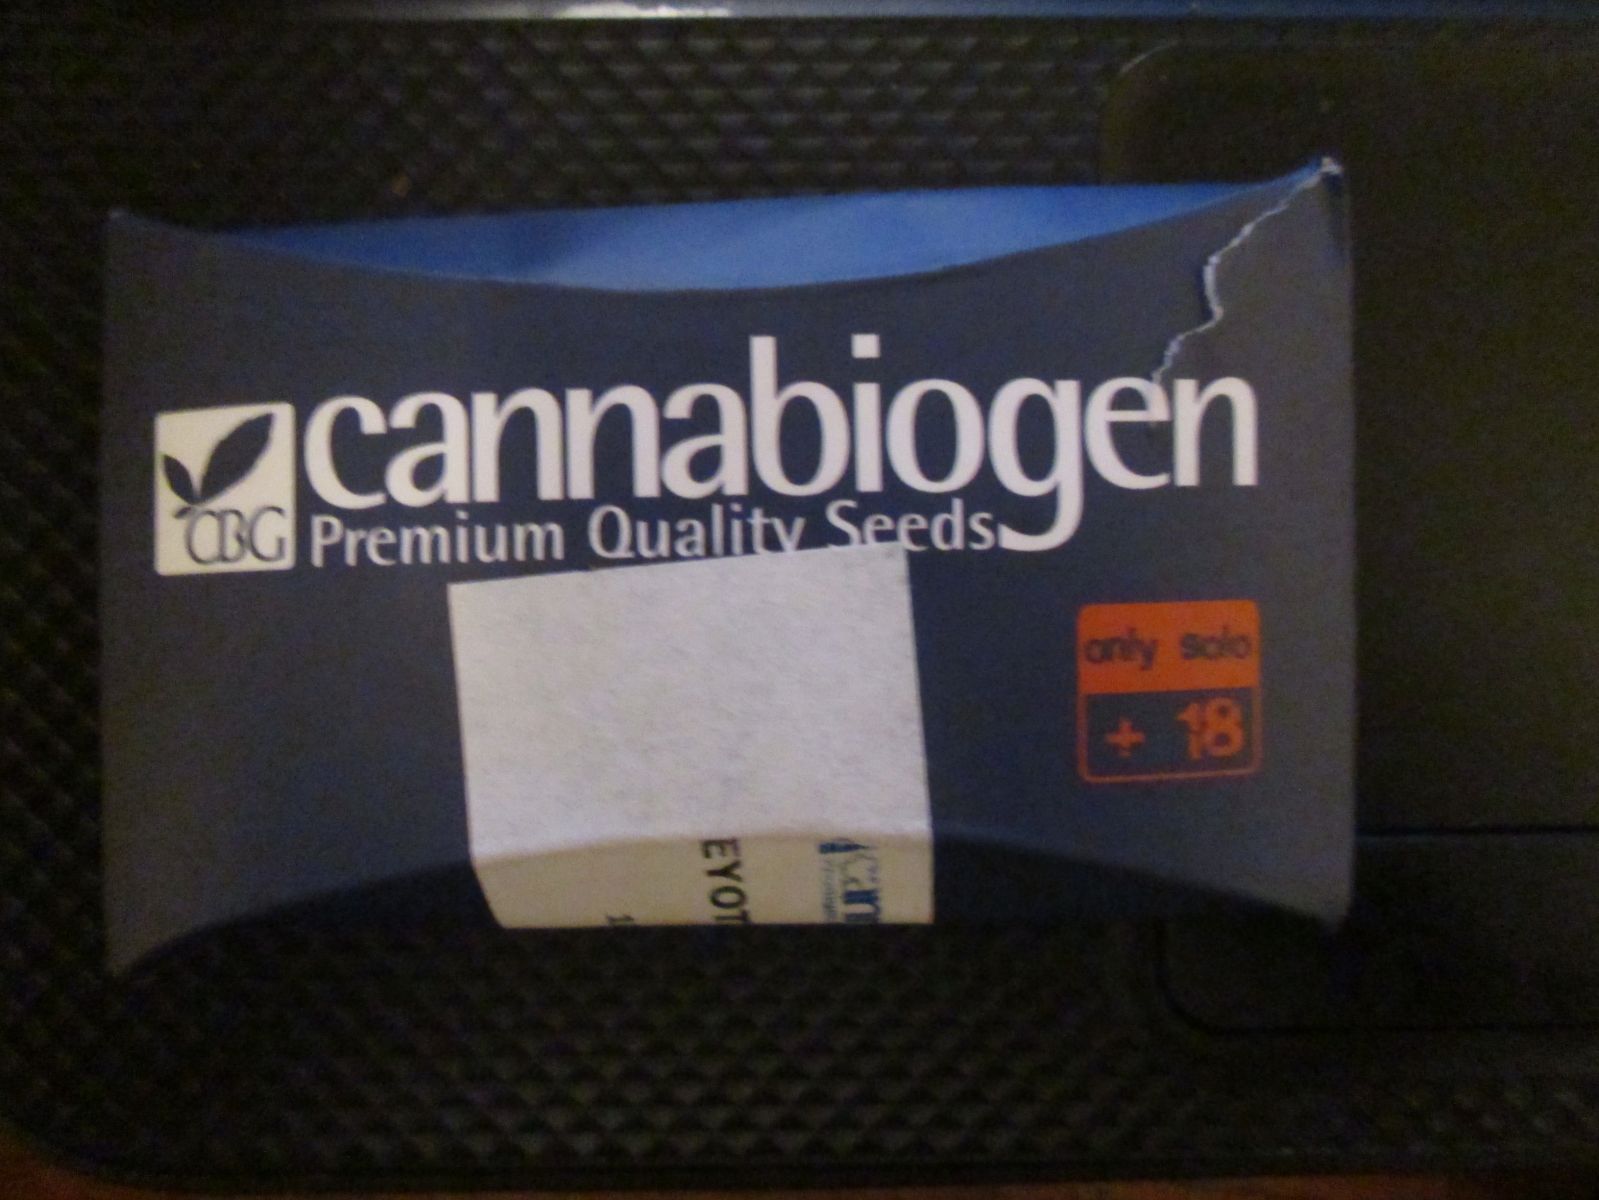 cannabiogen
CBG
Premium Quality Seeds
only solo
+ 18
EYOT